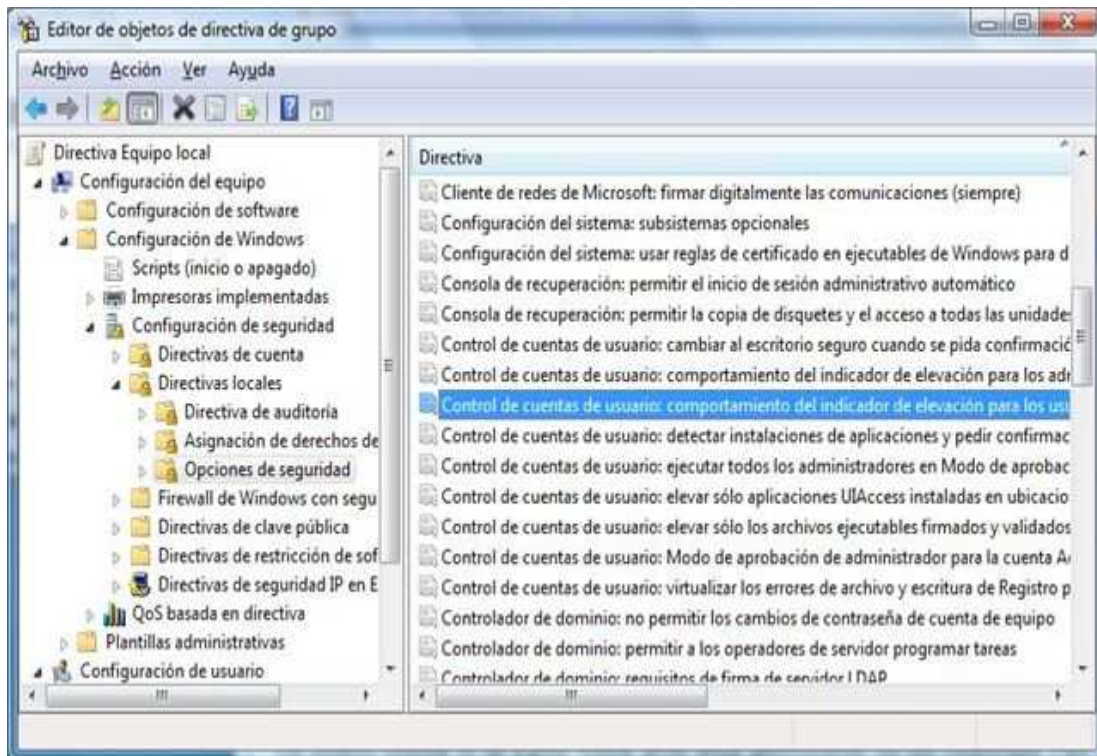 Editor de objetos de directiva de grupo
Archivo Acción Ver Ayuda
Directiva Equipo local
Configuración del equipo
Configuración de software
Configuración de Windows
Scripts (inicio o apagado)
Impresoras implementadas
Configuración de seguridad
Directivas de cuenta
Directivas locales
Directiva de auditoría
Asignación de derechos de
Opciones de seguridad
Firewall de Windows con segu
Directivas de clave pública
Directivas de restricción de sof
Directivas de seguridad IP en E
QoS basada en directiva
Plantillas administrativas
Configuración de usuario
Directiva
Cliente de redes de Microsoft: firmar digitalmente las comunicaciones (siempre)
Configuración del sistema: subsistemas opcionales
Configuración del sistema: usar reglas de certificado en ejecutables de Windows para d
Consola de recuperación: permitir el inicio de sesión administrativo automático
Consola de recuperación: permitir la copia de disquetes y el acceso a todas las unidades
Control de cuentas de usuario: cambiar al escritorio seguro cuando se pida confirmació
Control de cuentas de usuario: comportamiento del indicador de elevación para los adr
Control de cuentas de usuario: comportamiento del indicador de elevación para los usu
Control de cuentas de usuario: detectar instalaciones de aplicaciones y pedir confirmac
Control de cuentas de usuario: ejecutar todos los administradores en Modo de aprobac
Control de cuentas de usuario: elevar sólo aplicaciones UIAccess instaladas en ubicacio
Control de cuentas de usuario: elevar sólo los archivos ejecutables firmados y validados
Control de cuentas de usuario: Modo de aprobación de administrador para la cuenta A
Control de cuentas de usuario: virtualizar los errores de archivo y escritura de Registro p
Controlador de dominio: no permitir los cambios de contraseña de cuenta de equipo
Controlador de dominio: permitir a los operadores de servidor programar tareas
Controlador de dominio: requisitos de firma de servidor LDAP